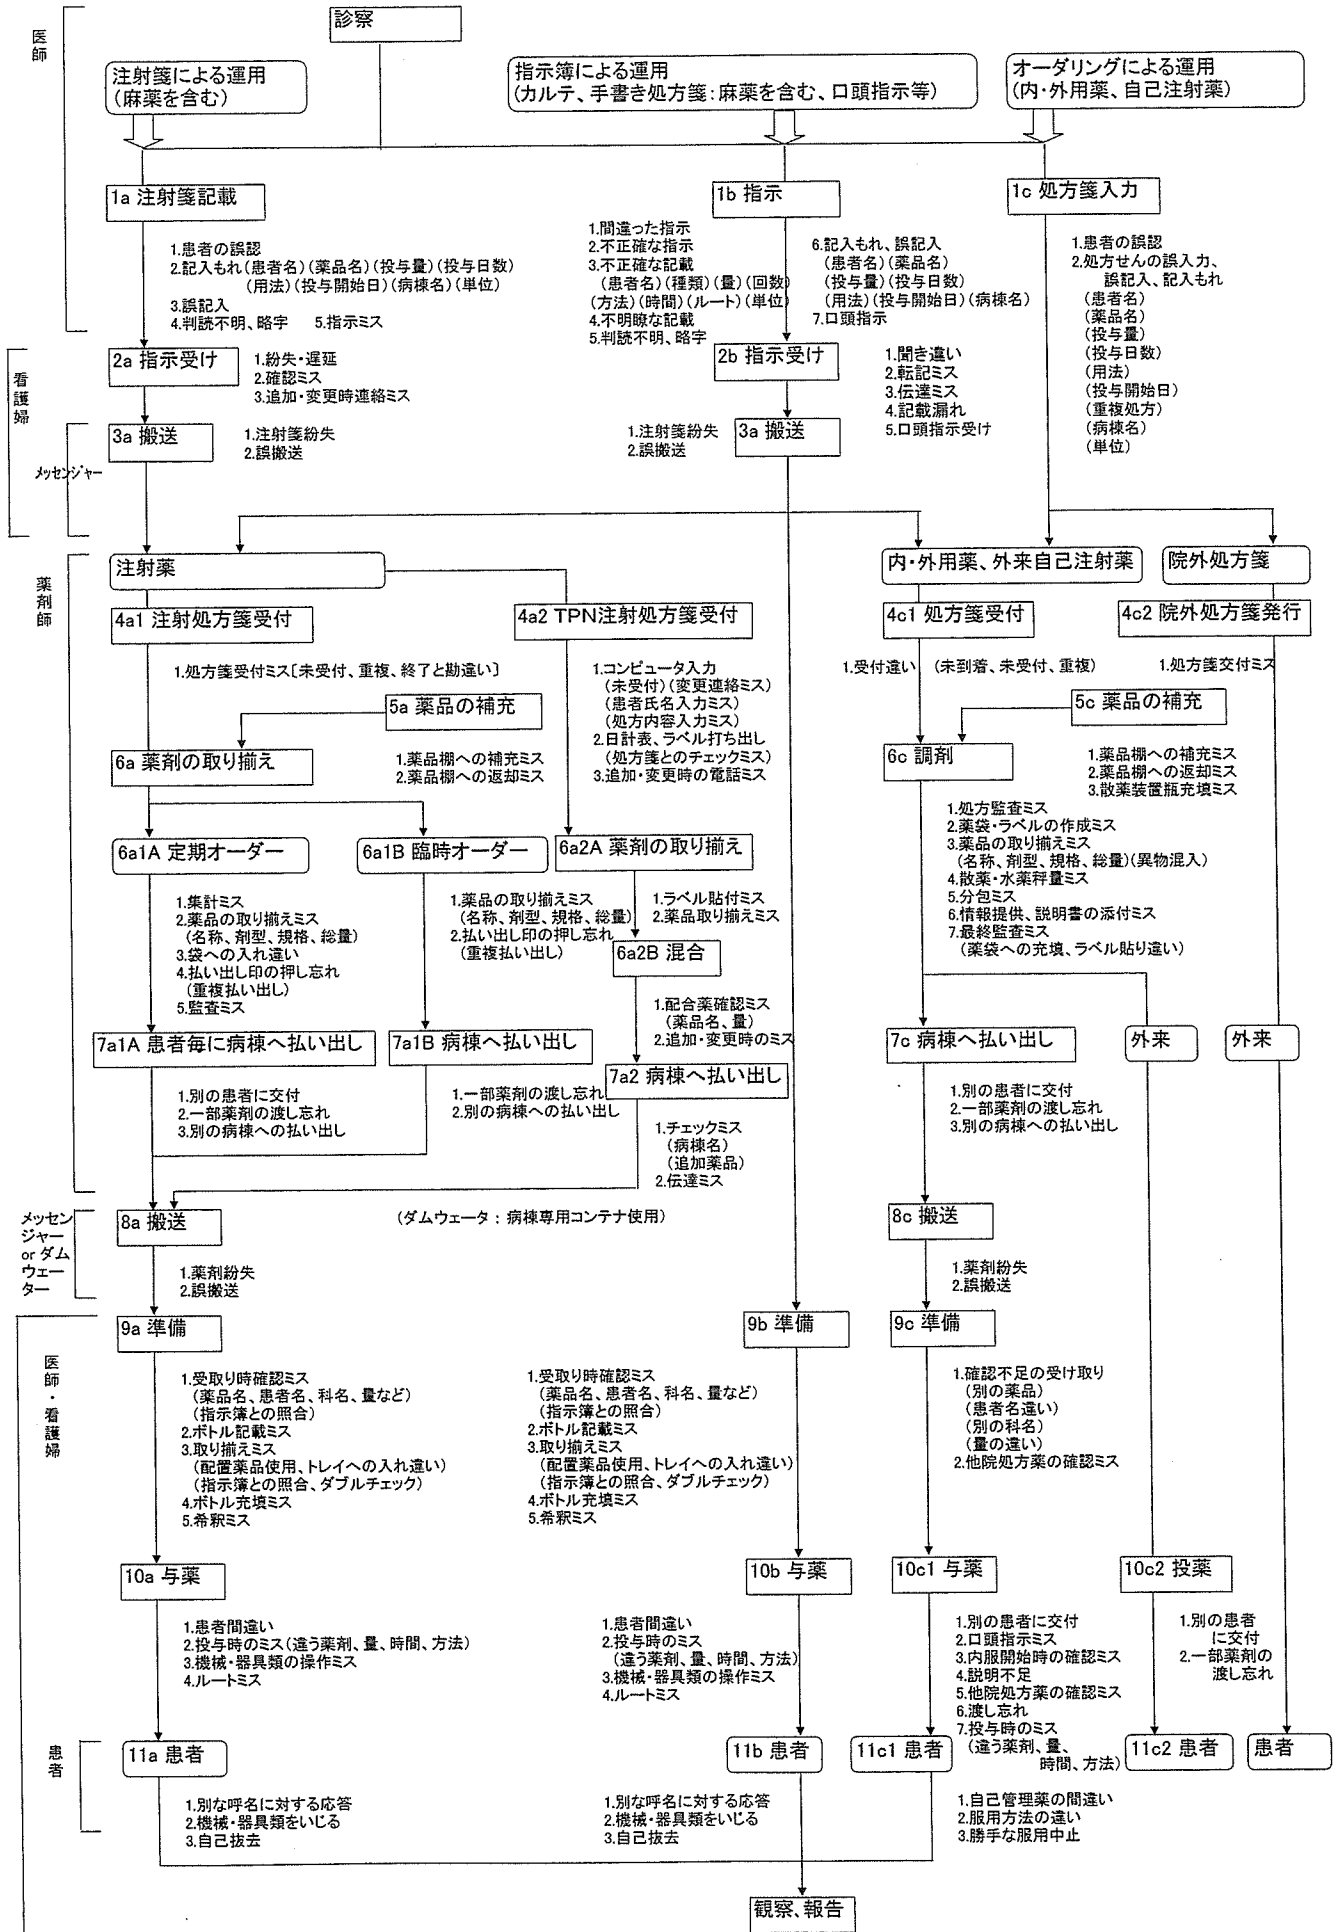 診察
医師
注射箋による運用
(麻薬を含む)
指示簿による運用
(カルテ、手書き処方箋:麻薬を含む、口頭指示等)
オーダリングによる運用
(内・外用薬、自己注射薬)
1a 注射箋記載
1.患者の誤認
2.記入もれ(患者名)(薬品名)(投与量)(投与日数)
(用法)(投与開始日)(病棟名)(単位)
3.誤記入
4.判読不明、略字 5.指示ミス
1b 指示
1.間違った指示
2.不正確な指示
3.不正確な記載
(患者名)(種類)(量)(回数)
(方法)(時間)(ルート)(単位)
4.不明瞭な記載
5.判読不明、略字
6.記入もれ、誤記入
(患者名)(薬品名)
(投与量)(投与日数)
(用法)(投与開始日)(病棟名)
7.口頭指示
1c 処方箋入力
1.患者の誤認
2.処方せんの誤入力、
誤記入、記入もれ
(患者名)
(薬品名)
(投与量)
(投与日数)
(用法)
(投与開始日)
(重複処方)
(病棟名)
(単位)
看護婦
2a 指示受け
1.紛失・遅延
2.確認ミス
3.追加・変更時連絡ミス
2b 指示受け
1.聞き違い
2.転記ミス
3.伝達ミス
4.記載漏れ
5.口頭指示受け
メッセンジャー
3a 搬送
1.注射箋紛失
2.誤搬送
1.注射箋紛失
2.誤搬送
3a 搬送
薬剤師
注射薬
内・外用薬、外来自己注射薬
院外処方箋
4a1 注射処方箋受付
1.処方箋受付ミス〔未受付、重複、終了と勘違い〕
4a2 TPN注射処方箋受付
1.コンピュータ入力
(未受付)(変更連絡ミス)
(患者氏名入力ミス)
(処方内容入力ミス)
2.日計表、ラベル打ち出し
(処方箋とのチェックミス)
3.追加・変更時の電話ミス
4c1 処方箋受付
1.受付違い (未到着、未受付、重複)
4c2 院外処方箋発行
1.処方箋交付ミス
5a 薬品の補充
1.薬品棚への補充ミス
2.薬品棚への返却ミス
5c 薬品の補充
1.薬品棚への補充ミス
2.薬品棚への返却ミス
3.散薬装置瓶充填ミス
6a 薬剤の取り揃え
6c 調剤
1.処方監査ミス
2.薬袋・ラベルの作成ミス
3.薬品の取り揃えミス
(名称、剤型、規格、総量)(異物混入)
4.散薬・水薬秤量ミス
5.分包ミス
6.情報提供、説明書の添付ミス
7.最終監査ミス
(薬袋への充填、ラベル貼り違い)
6a1A 定期オーダー
1.集計ミス
2.薬品の取り揃えミス
(名称、剤型、規格、総量)
3.袋への入れ違い
4.払い出し印の押し忘れ
(重複払い出し)
5.監査ミス
6a1B 臨時オーダー
1.薬品の取り揃えミス
(名称、剤型、規格、総量)
2.払い出し印の押し忘れ
(重複払い出し)
6a2A 薬剤の取り揃え
1.ラベル貼付ミス
2.薬品取り揃えミス
6a2B 混合
1.配合薬確認ミス
(薬品名、量)
2.追加・変更時のミス
7a1A 患者毎に病棟へ払い出し
1.別の患者に交付
2.一部薬剤の渡し忘れ
3.別の病棟への払い出し
7a1B 病棟へ払い出し
1.一部薬剤の渡し忘れ
2.別の病棟への払い出し
7a2 病棟へ払い出し
1.チェックミス
(病棟名)
(追加薬品)
2.伝達ミス
7c 病棟へ払い出し
1.別の患者に交付
2.一部薬剤の渡し忘れ
3.別の病棟への払い出し
外来
外来
メッセン
ジャー
or ダム
ウェー
ター
8a 搬送
1.薬剤紛失
2.誤搬送
(ダムウェータ : 病棟専用コンテナ使用)
8c 搬送
1.薬剤紛失
2.誤搬送
医師・看護婦
9a 準備
1.受取り時確認ミス
(薬品名、患者名、科名、量など)
(指示簿との照合)
2.ボトル記載ミス
3.取り揃えミス
(配置薬品使用、トレイへの入れ違い)
(指示簿との照合、ダブルチェック)
4.ボトル充填ミス
5.希釈ミス
9b 準備
1.受取り時確認ミス
(薬品名、患者名、科名、量など)
(指示簿との照合)
2.ボトル記載ミス
3.取り揃えミス
(配置薬品使用、トレイへの入れ違い)
(指示簿との照合、ダブルチェック)
4.ボトル充填ミス
5.希釈ミス
9c 準備
1.確認不足の受け取り
(別の薬品)
(患者名違い)
(別の科名)
(量の違い)
2.他院処方薬の確認ミス
10a 与薬
1.患者間違い
2.投与時のミス(違う薬剤、量、時間、方法)
3.機械・器具類の操作ミス
4.ルートミス
10b 与薬
1.患者間違い
2.投与時のミス
(違う薬剤、量、時間、方法)
3.機械・器具類の操作ミス
4.ルートミス
10c1 与薬
1.別の患者に交付
2.口頭指示ミス
3.内服開始時の確認ミス
4.説明不足
5.他院処方薬の確認ミス
6.渡し忘れ
7.投与時のミス
(違う薬剤、量、
時間、方法)
10c2 投薬
1.別の患者
に交付
2.一部薬剤の
渡し忘れ
患者
11a 患者
1.別な呼名に対する応答
2.機械・器具類をいじる
3.自己抜去
11b 患者
1.別な呼名に対する応答
2.機械・器具類をいじる
3.自己抜去
11c1 患者
1.自己管理薬の間違い
2.服用方法の違い
3.勝手な服用中止
11c2 患者
患者
観察、報告